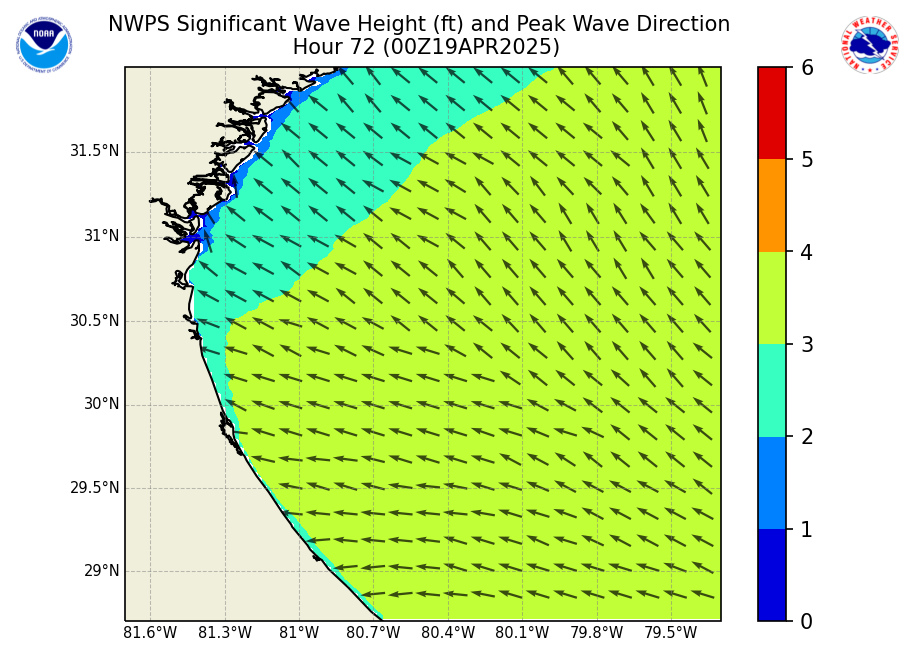 NWPS Significant Wave Height (ft) and Peak Wave Direction
Hour 72 (00Z19APR2025)
NOAA
NATIONAL WEATHER SERVICE
6
5
4
3
2
1
0
31.5°N
31°N
30.5°N
30°N
29.5°N
29°N
81.6°W 81.3°W 81°W 80.7°W 80.4°W 80.1°W 79.8°W 79.5°W